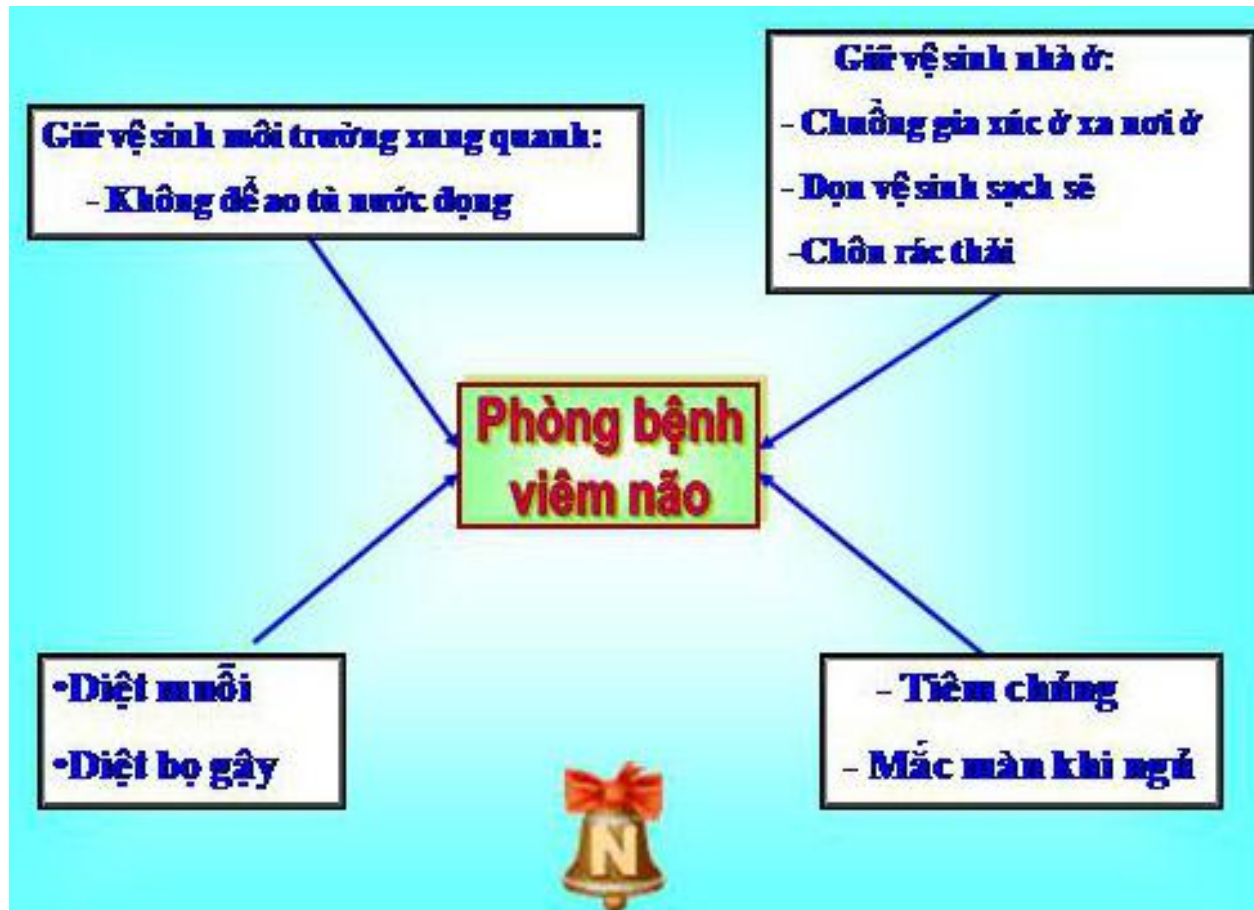 Giữ vệ sinh môi trường xung quanh:
- Không để ao tù nước đọng
Giữ vệ sinh nhà ở:
- Chuồng gia xúc ở xa nơi ở
- Dọn vệ sinh sạch sẽ
-Chôn rác thải
Phòng bệnh
viêm não
•Diệt muỗi
•Diệt bọ gậy
- Tiêm chủng
- Mắc màn khi ngủ
N